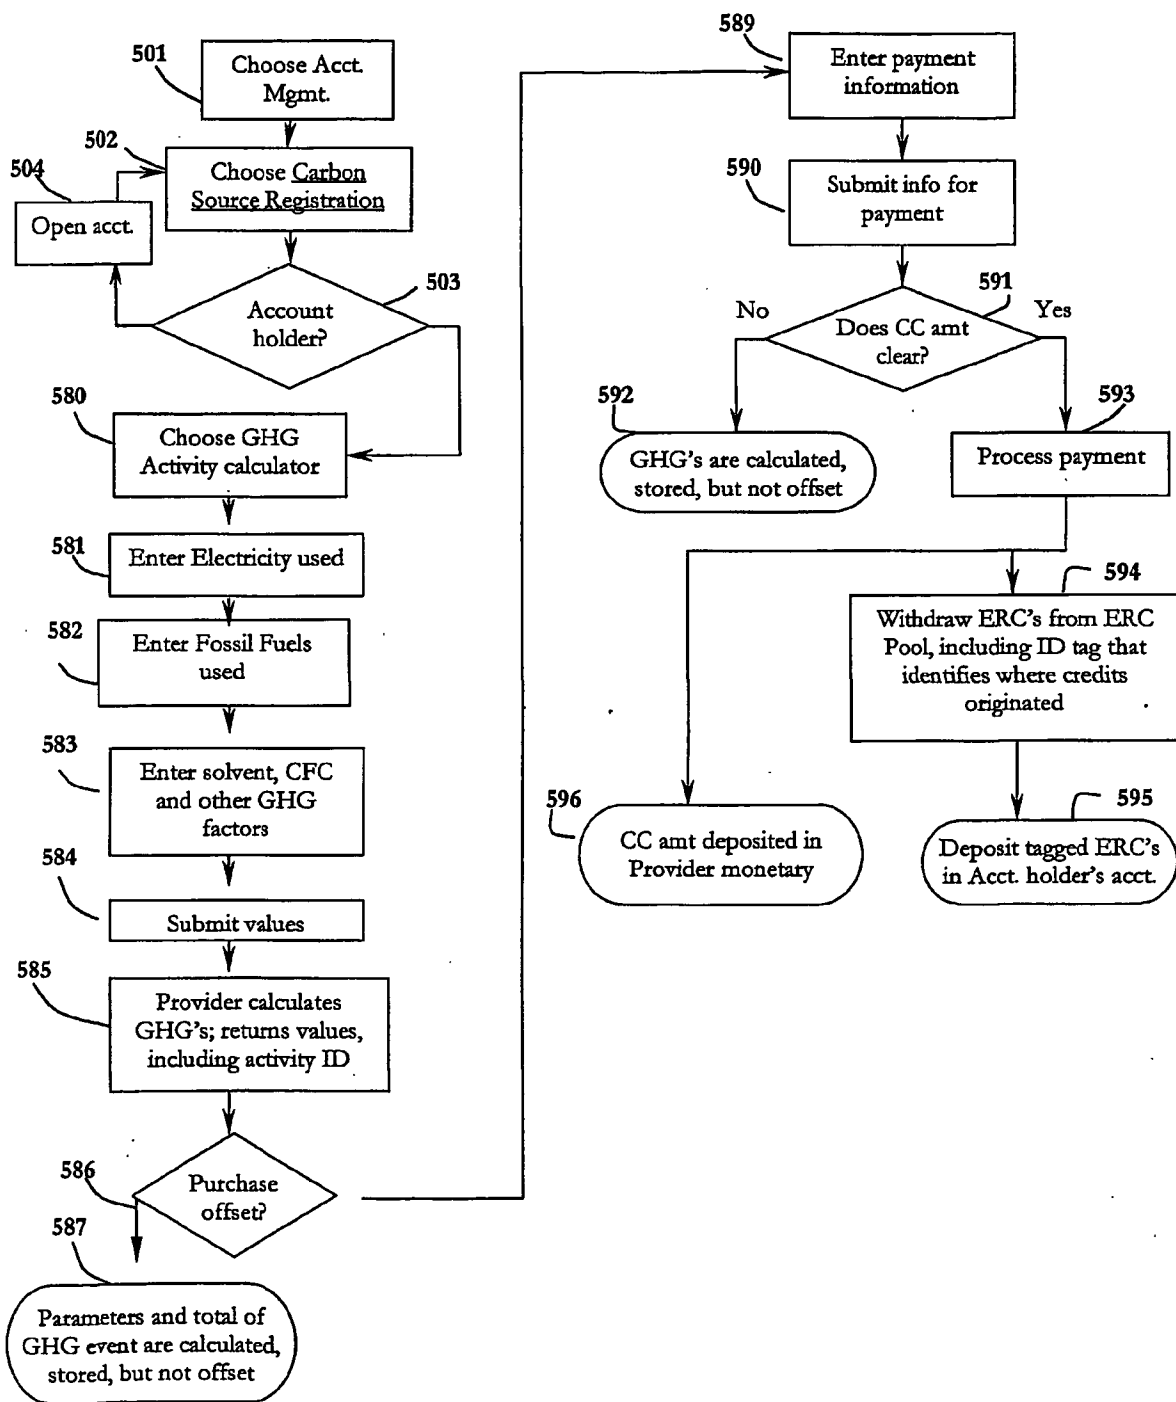 501
Choose Acct.
Mgmt.
502
Choose Carbon
Source Registration
504
Open acct.
503
Account
holder?
580
Choose GHG
Activity calculator
581
Enter Electricity used
582
Enter Fossil Fuels
used
583
Enter solvent, CFC
and other GHG
factors
584
Submit values
585
Provider calculates
GHG's; returns values,
including activity ID
586
Purchase
offset?
587
Parameters and total of
GHG event are calculated,
stored, but not offset
589
Enter payment
information
590
Submit info for
payment
591
No
Yes
Does CC amt
clear?
592
GHG's are calculated,
stored, but not offset
593
Process payment
594
Withdraw ERC's from ERC
Pool, including ID tag that
identifies where credits
originated
596
CC amt deposited in
Provider monetary
595
Deposit tagged ERC's
in Acct. holder's acct.